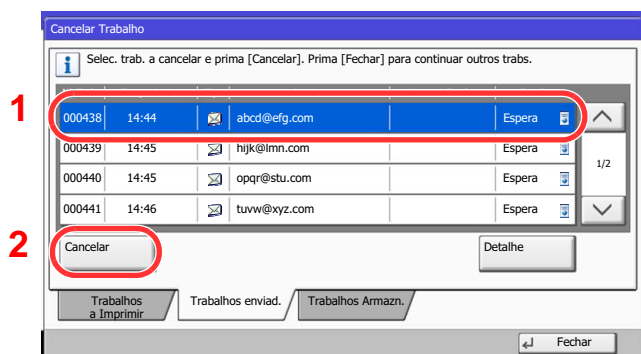 Cancelar Trabalho
i Selec. trab. a cancelar e prima [Cancelar]. Prima [Fechar] para continuar outros trabs.
1
000438 14:44 abcd@efg.com Espera
000439 14:45 hijk@lmn.com Espera
1/2
000440 14:45 opqr@stu.com Espera
000441 14:46 tuvw@xyz.com Espera
2
Cancelar Detalhe
Trabalhos a Imprimir Trabalhos enviad. Trabalhos Armazn.
Fechar